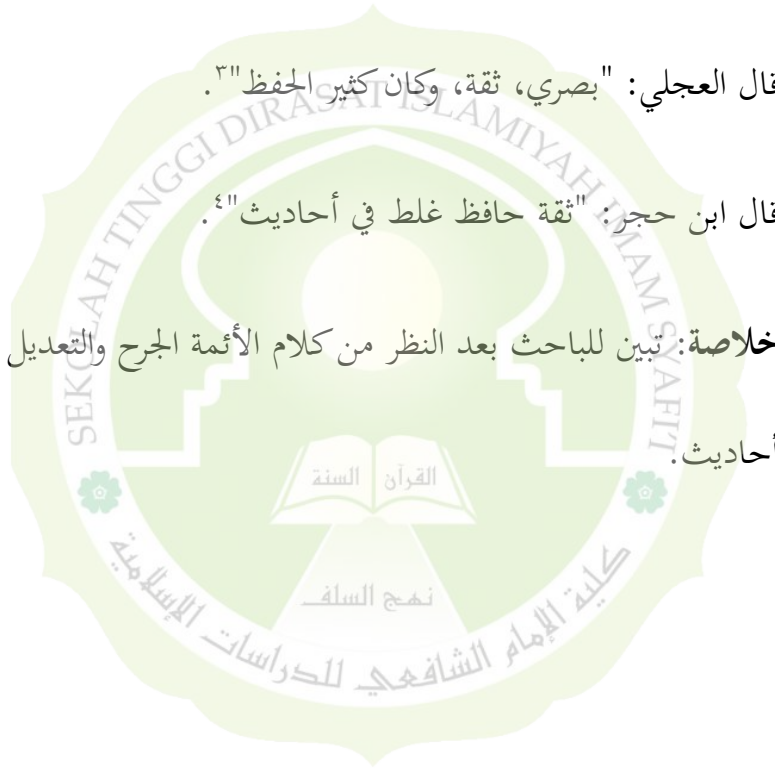 قال العجلي: "بصري، ثقة، وكان كثير الحفظ"٣.
قال ابن حجر: "ثقة حافظ غلط في أحاديث"٤.
خلاصة: تبين للباحث بعد النظر من كلام الأئمة الجرح والتعديل
أحاديث.
SEKOLAH TINGGI DIRASAT ISLAMIYAH IMAM SYAFI'I
القرآن السنة
نهج السلف
كلية الإمام الشافعي للدراسات الإسلامية